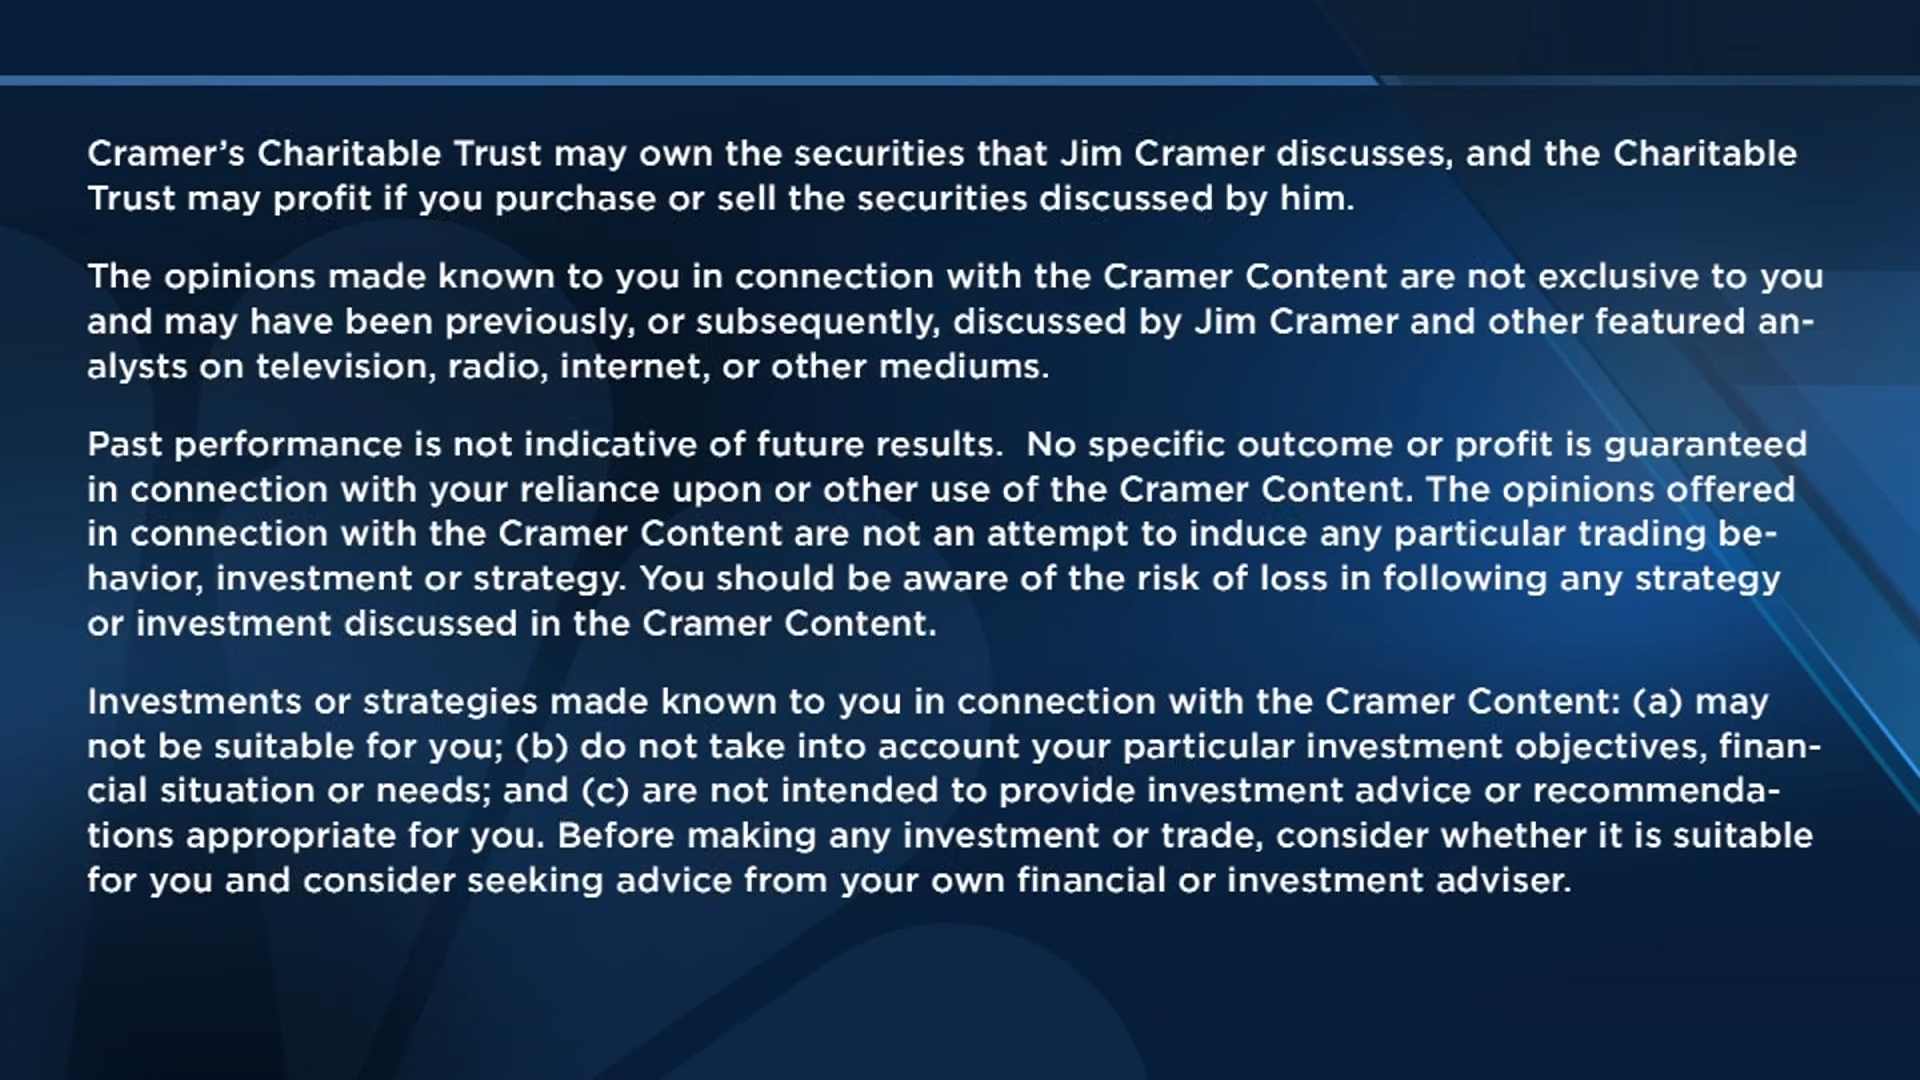 Cramer’s Charitable Trust may own the securities that Jim Cramer discusses, and the Charitable
Trust may profit if you purchase or sell the securities discussed by him.
The opinions made known to you in connection with the Cramer Content are not exclusive to you
and may have been previously, or subsequently, discussed by Jim Cramer and other featured an-
alysts on television, radio, internet, or other mediums.
Past performance is not indicative of future results.  No specific outcome or profit is guaranteed
in connection with your reliance upon or other use of the Cramer Content. The opinions offered
in connection with the Cramer Content are not an attempt to induce any particular trading be-
havior, investment or strategy. You should be aware of the risk of loss in following any strategy
or investment discussed in the Cramer Content.
Investments or strategies made known to you in connection with the Cramer Content: (a) may
not be suitable for you; (b) do not take into account your particular investment objectives, finan-
cial situation or needs; and (c) are not intended to provide investment advice or recommenda-
tions appropriate for you. Before making any investment or trade, consider whether it is suitable
for you and consider seeking advice from your own financial or investment adviser.